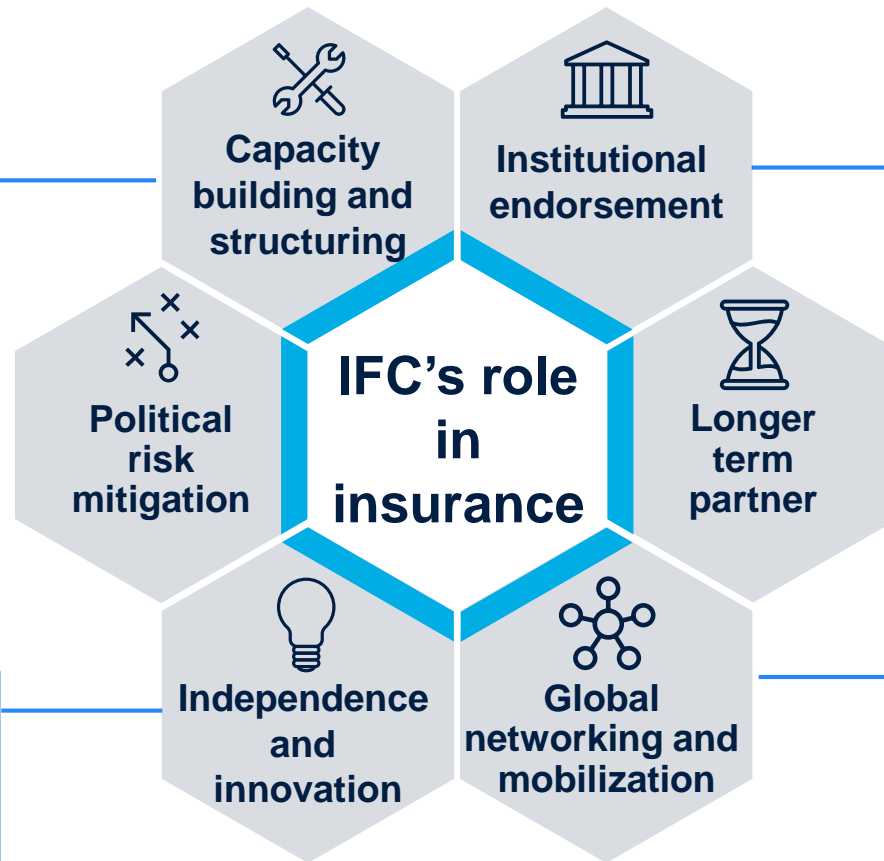 Capacity
building and
structuring
Institutional
endorsement
Political
risk
mitigation
IFC’s role
in
insurance
Longer
term
partner
Independence
and
innovation
Global
networking and
mobilization